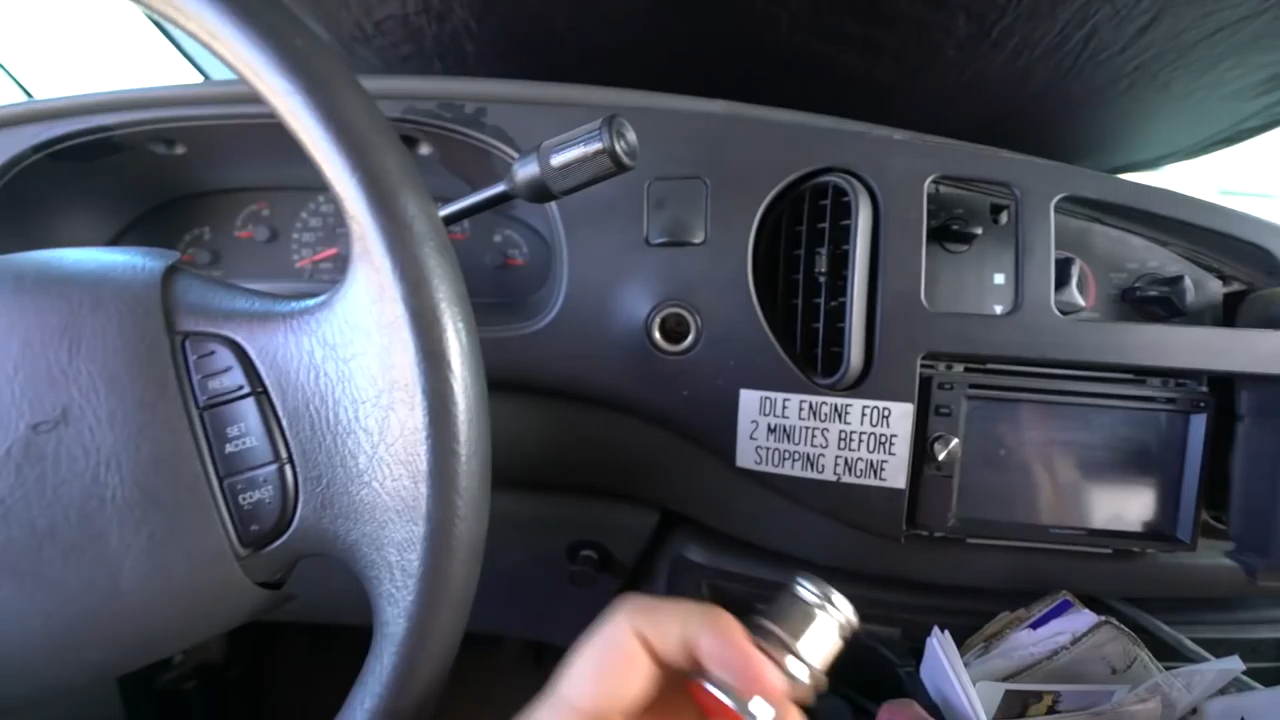 RES
SET
ACCEL
COAST
IDLE ENGINE FOR
2 MINUTES BEFORE
STOPPING ENGINE